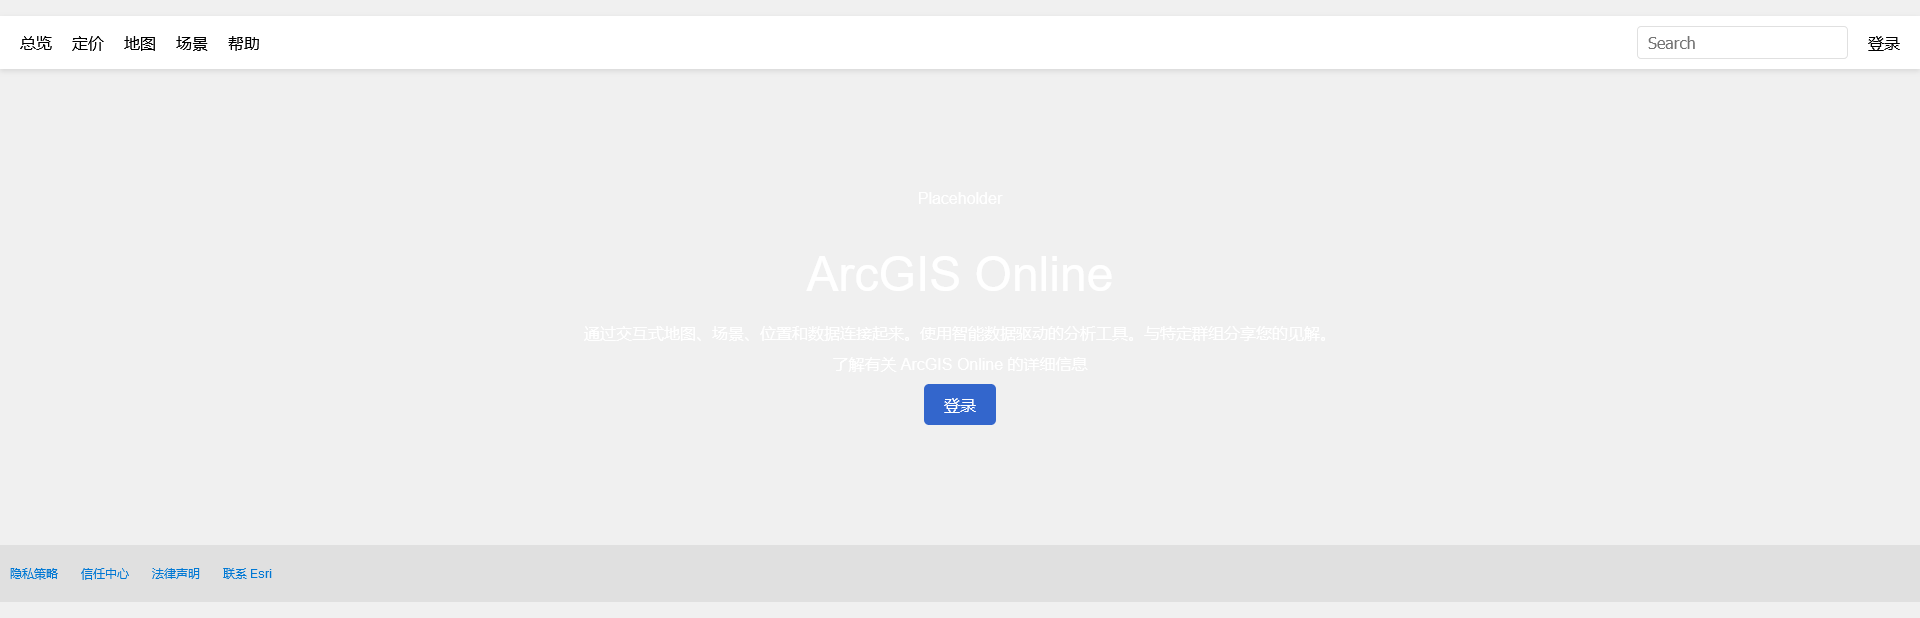 总览 定价 地图 场景 帮助 Search 登录
Placeholder
ArcGIS Online
通过交互式地图、场景、位置和数据连接起来。使用智能数据驱动的分析工具。与特定群组分享您的见解。
了解有关 ArcGIS Online 的详细信息
登录
隐私策略 信任中心 法律声明 联系 Esri